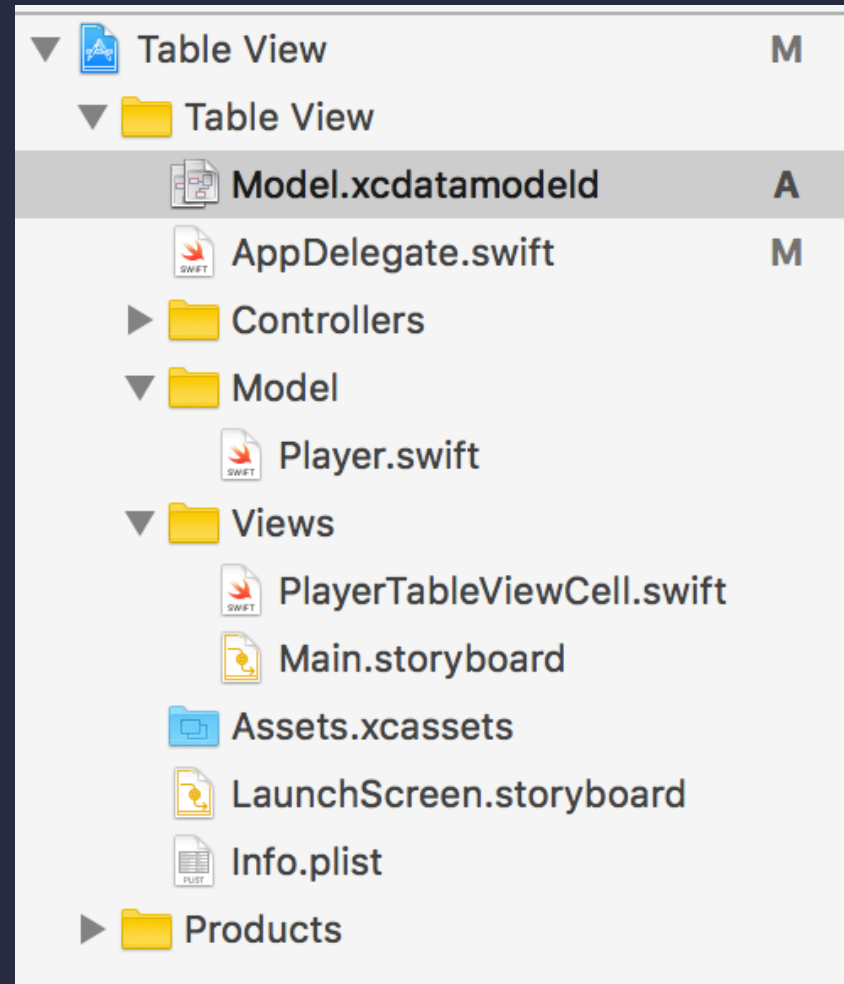 Table View M
Table View
Model.xcdatamodeld A
AppDelegate.swift M
Controllers
Model
Player.swift
Views
PlayerTableViewCell.swift
Main.storyboard
Assets.xcassets
LaunchScreen.storyboard
Info.plist
Products